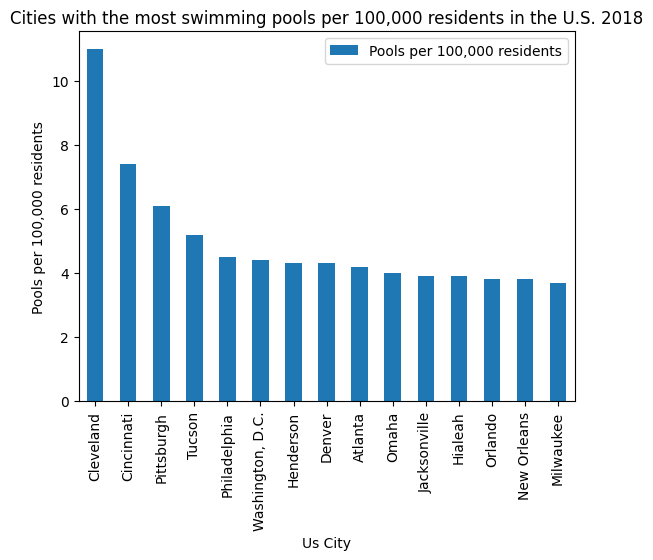 Cities with the most swimming pools per 100,000 residents in the U.S. 2018
Pools per 100,000 residents
Pools per 100,000 residents
10
8
6
4
2
0
Cleveland
Cincinnati
Pittsburgh
Tucson
Philadelphia
Washington, D.C.
Henderson
Denver
Atlanta
Omaha
Jacksonville
Hialeah
Orlando
New Orleans
Milwaukee
Us City